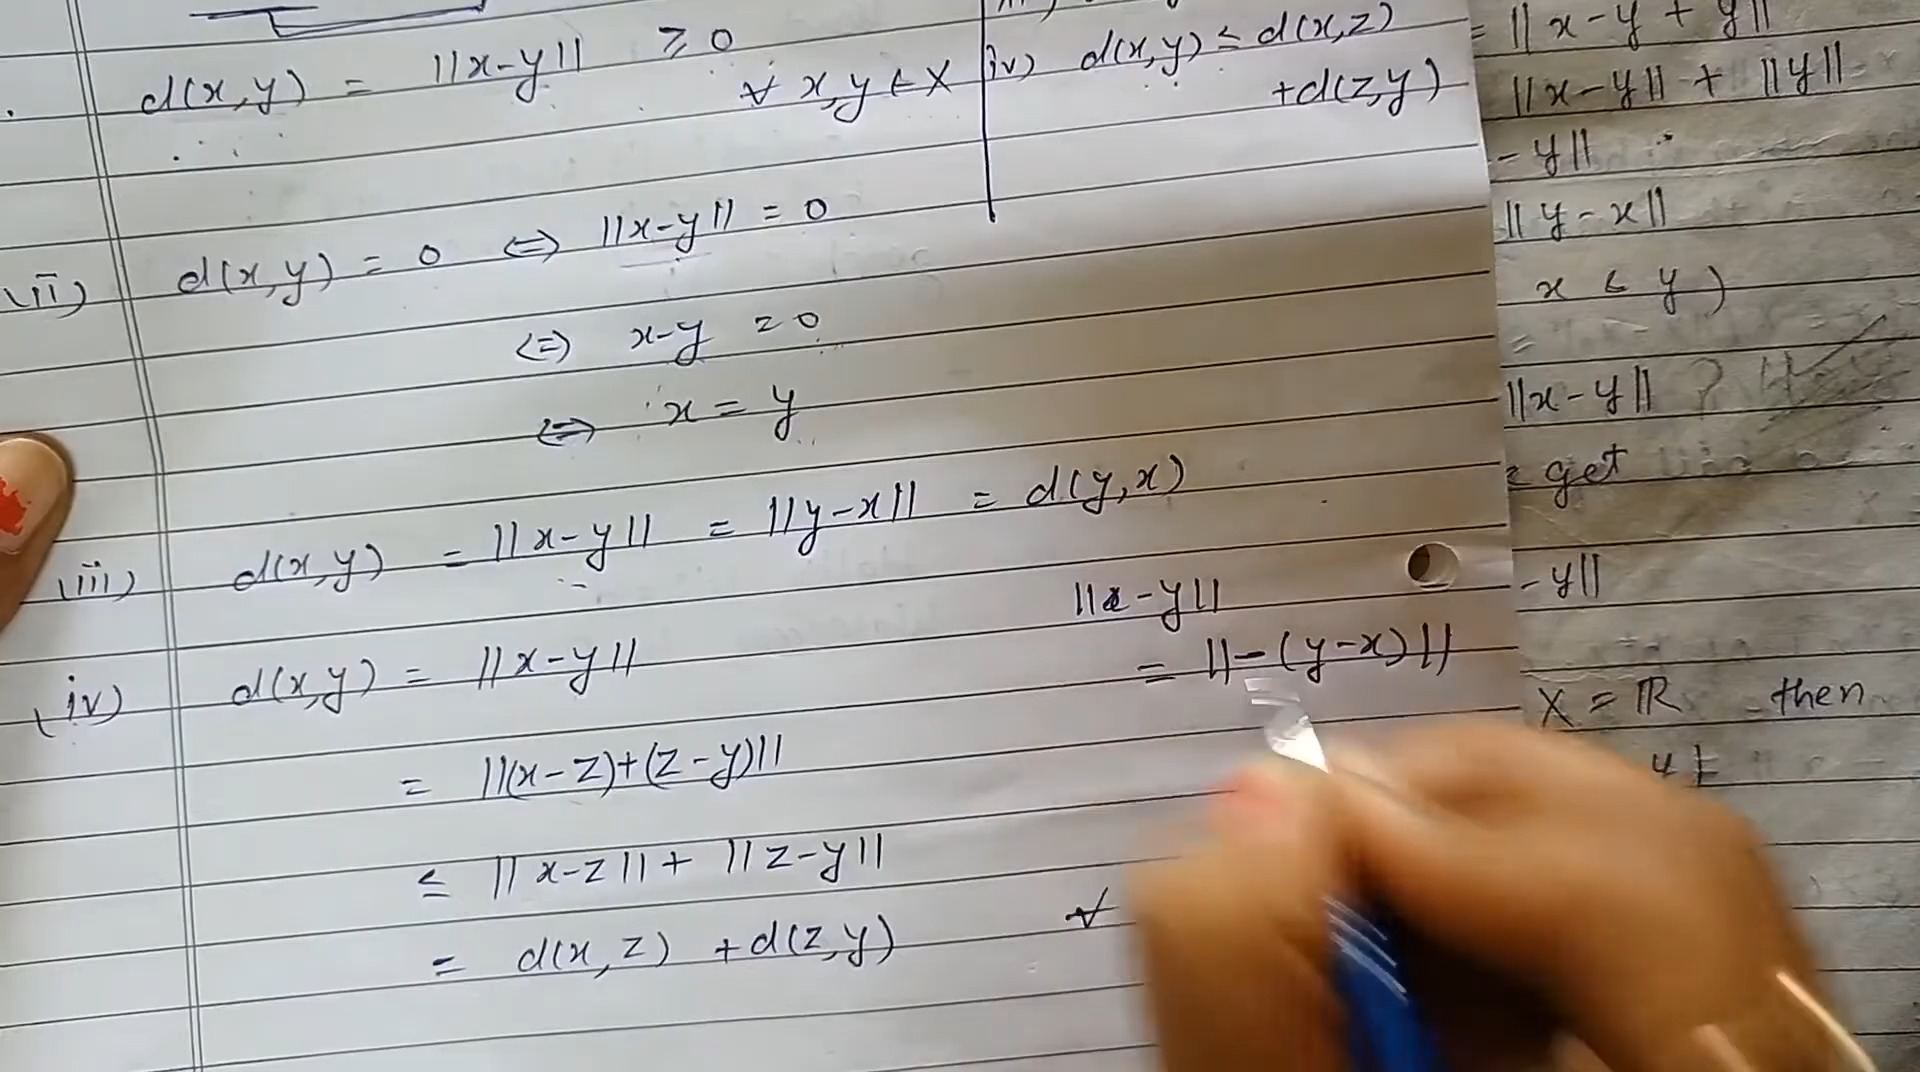 d(x,y) = ||x-y|| ≥ 0
∀ x,y ∈ X
iv) d(x,y) ≤ d(x,z)
+d(z,y)
(ii) d(x,y) = 0 ⇔ ||x-y|| = 0
⇔ x-y = 0
⇔ x = y
(iii) d(x,y) = ||x-y|| = ||y-x|| = d(y,x)
||x-y||
= ||-(y-x)||
(iv) d(x,y) = ||x-y||
= ||(x-z)+(z-y)||
≤ ||x-z|| + ||z-y||
= d(x,z) + d(z,y) ∀
= ||x-y + y||
||x-y|| + ||y||
- y||
||y-x||
x < y)
=
||x-y|| ?
get
- y||
X = ℝ then